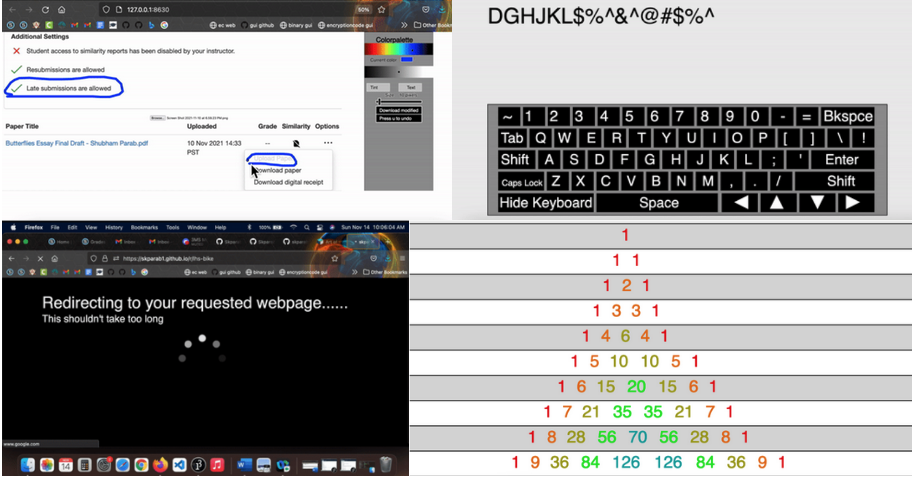 127.0.0.1:8630
50%
ec web
gui github
binary gui
encryptioncode gui
Other Bookm
Additional Settings
Student access to similarity reports has been disabled by your instructor.
Resubmissions are allowed
Late submissions are allowed
Paper Title
Uploaded
Grade
Similarity
Options
Butterflies Essay Final Draft - Shubham Parab.pdf
10 Nov 2021 14:33
PST
--
Download paper
Download digital receipt
Colorpalette
Current color:
Tint
Text
Download modified
Press u to undo
DGHJKL$%^&^@#$%^
~ 1 2 3 4 5 6 7 8 9 0 - = Bkspce
Tab Q W E R T Y U I O P [ ] \ !
Shift A S D F G H J K L ; ' Enter
Caps Lock Z X C V B N M , . / Shift
Hide Keyboard Space ◀ ▲ ▼ ▶
Firefox File Edit View History Bookmarks Tools Window Help
100%
Sun Nov 14 10:06:04 AM
https://skparab1.github.io/dfhs-bike
ec web
gui github
binary gui
encryptioncode gui
Other Bookmarks
Redirecting to your requested webpage......
This shouldn't take too long
www.google.com
1
1 1
1 2 1
1 3 3 1
1 4 6 4 1
1 5 10 10 5 1
1 6 15 20 15 6 1
1 7 21 35 35 21 7 1
1 8 28 56 70 56 28 8 1
1 9 36 84 126 126 84 36 9 1